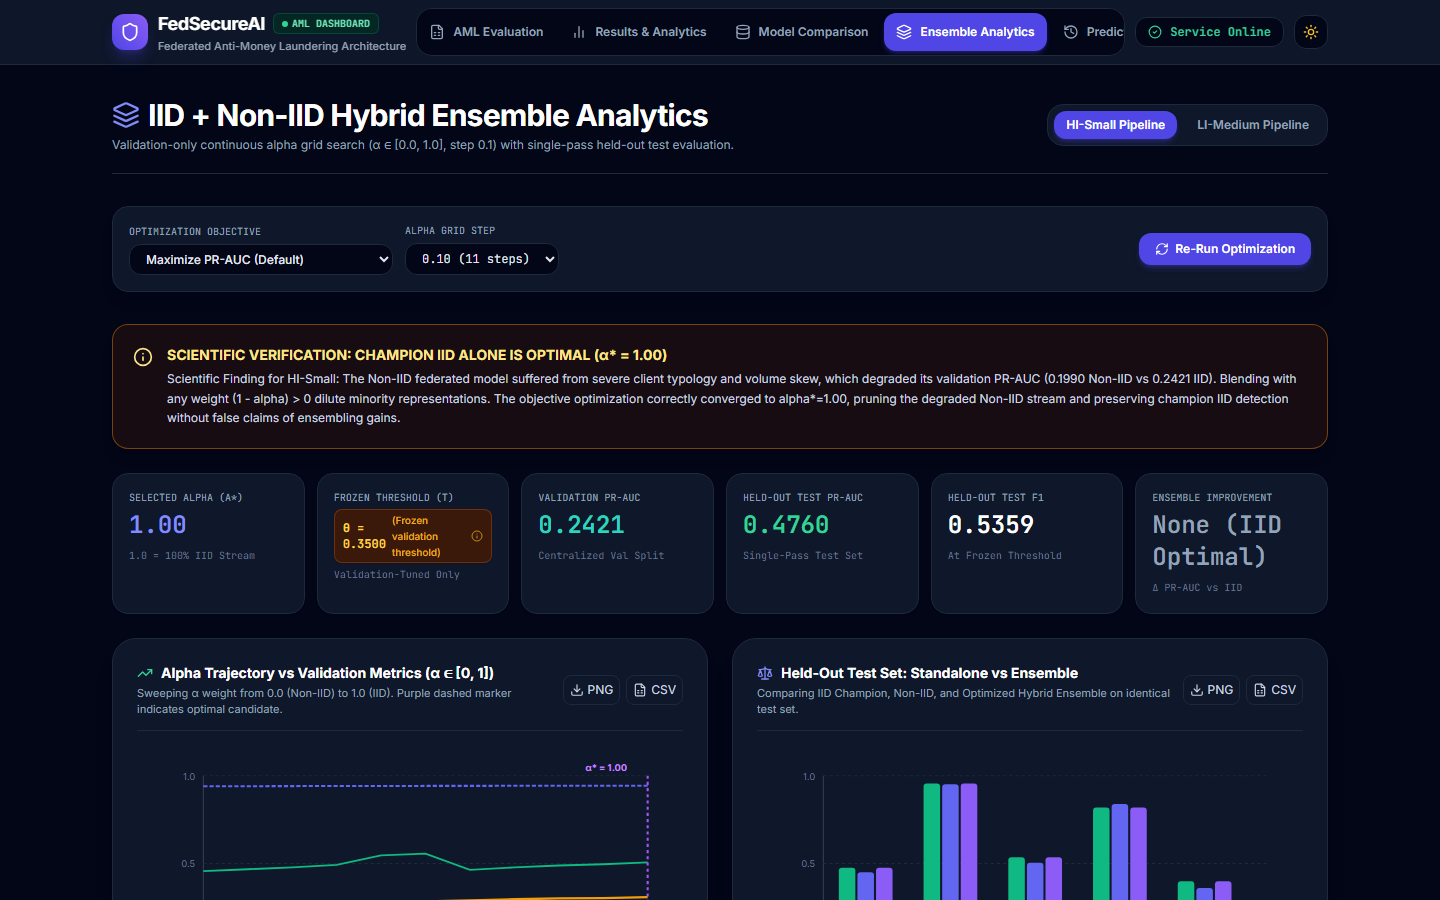 FedSecureAI
AML DASHBOARD
Federated Anti-Money Laundering Architecture
AML Evaluation
Results & Analytics
Model Comparison
Ensemble Analytics
Predic
Service Online
IID + Non-IID Hybrid Ensemble Analytics
Validation-only continuous alpha grid search (α ∈ [0.0, 1.0], step 0.1) with single-pass held-out test evaluation.
HI-Small Pipeline
LI-Medium Pipeline
OPTIMIZATION OBJECTIVE
Maximize PR-AUC (Default)
ALPHA GRID STEP
0.10 (11 steps)
Re-Run Optimization
SCIENTIFIC VERIFICATION: CHAMPION IID ALONE IS OPTIMAL (α* = 1.00)
Scientific Finding for HI-Small: The Non-IID federated model suffered from severe client typology and volume skew, which degraded its validation PR-AUC (0.1990 Non-IID vs 0.2421 IID). Blending with
any weight (1 - alpha) > 0 dilute minority representations. The objective optimization correctly converged to alpha*=1.00, pruning the degraded Non-IID stream and preserving champion IID detection
without false claims of ensembling gains.
SELECTED ALPHA (Α*)
1.00
1.0 = 100% IID Stream
FROZEN THRESHOLD (T)
θ =
0.3500
(Frozen
validation
threshold)
Validation-Tuned Only
VALIDATION PR-AUC
0.2421
Centralized Val Split
HELD-OUT TEST PR-AUC
0.4760
Single-Pass Test Set
HELD-OUT TEST F1
0.5359
At Frozen Threshold
ENSEMBLE IMPROVEMENT
None (IID
Optimal)
Δ PR-AUC vs IID
Alpha Trajectory vs Validation Metrics (α ∈ [0, 1])
Sweeping α weight from 0.0 (Non-IID) to 1.0 (IID). Purple dashed marker
indicates optimal candidate.
PNG
CSV
α* = 1.00
1.0
0.5
Held-Out Test Set: Standalone vs Ensemble
Comparing IID Champion, Non-IID, and Optimized Hybrid Ensemble on identical
test set.
PNG
CSV
1.0
0.5